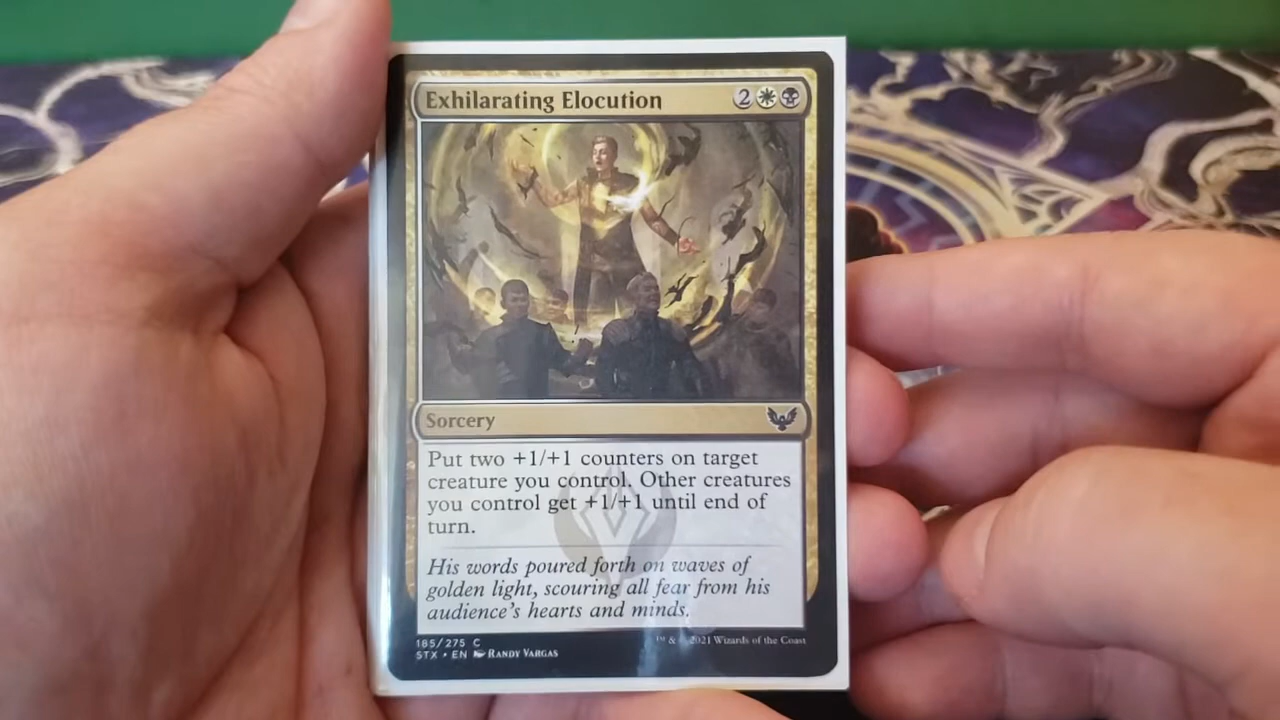 Exhilarating Elocution 2
Sorcery
Put two +1/+1 counters on target
creature you control. Other creatures
you control get +1/+1 until end of
turn.
His words poured forth on waves of
golden light, scouring all fear from his
audience's hearts and minds.
185/275 C
STX • EN Randy Vargas
™ & © 2021 Wizards of the Coast